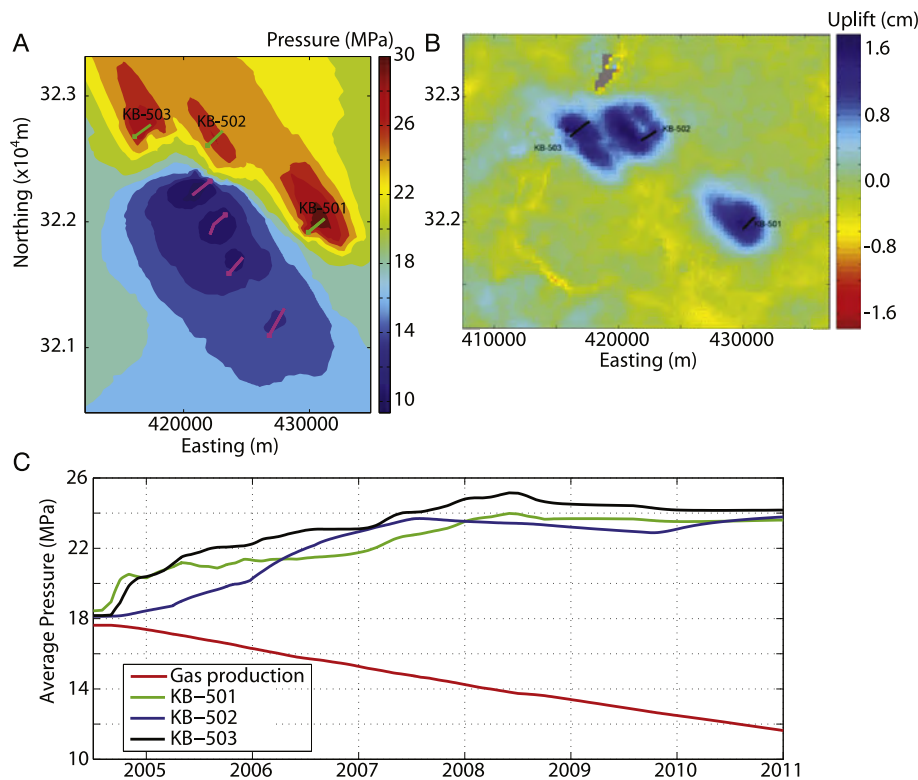 A
Pressure (MPa)
30
26
22
18
14
10
32.3
32.2
32.1
Northing (x10⁴m)
KB–503
KB–502
KB–501
420000
430000
Easting (m)
B
Uplift (cm)
1.6
0.8
0.0
-0.8
-1.6
32.3
32.2
KB-503
KB-502
KB-501
410000
420000
430000
Easting (m)
C
Average Pressure (MPa)
26
22
18
14
10
Gas production
KB–501
KB–502
KB–503
2005
2006
2007
2008
2009
2010
2011